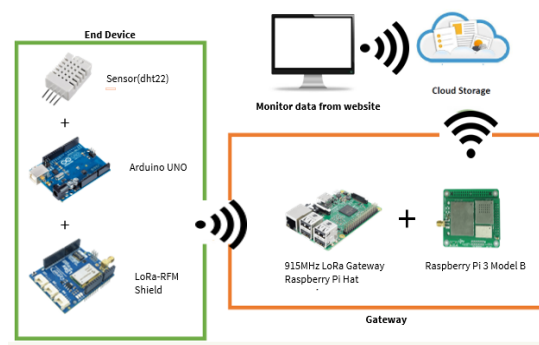 End Device
Sensor(dht22)
+
Arduino UNO
+
LoRa-RFM
Shield
Monitor data from website
Cloud Storage
915MHz LoRa Gateway
Raspberry Pi Hat
+
Raspberry Pi 3 Model B
Gateway